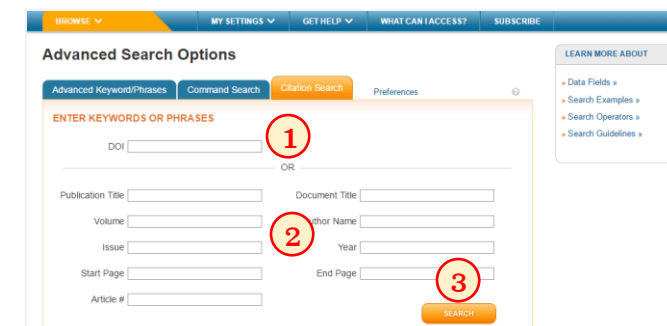 BROWSE MY SETTINGS GET HELP WHAT CAN I ACCESS? SUBSCRIBE
Advanced Search Options
LEARN MORE ABOUT
Advanced Keyword/Phrases Command Search Citation Search Preferences
» Data Fields »
» Search Examples »
» Search Operators »
» Search Guidelines »
ENTER KEYWORDS OR PHRASES
1
DOI
OR
Publication Title Document Title
Volume Author Name
2
Issue Year
Start Page End Page
3
Article #
SEARCH